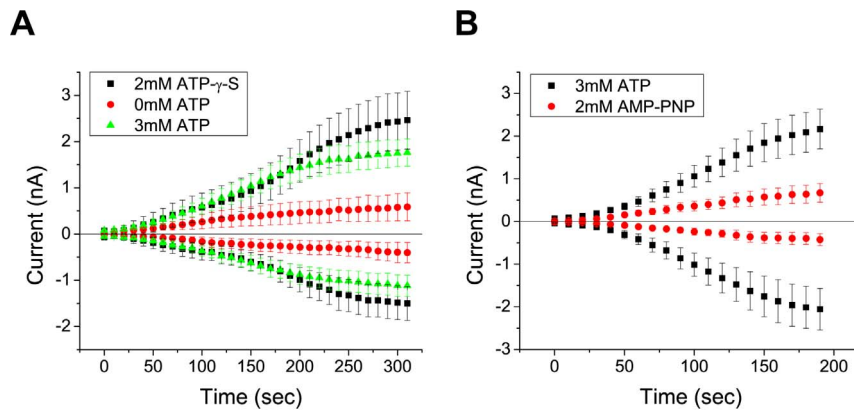 A
2mM ATP-γ-S
0mM ATP
3mM ATP
3
2
1
0
-1
-2
Current (nA)
0 50 100 150 200 250 300
Time (sec)
B
3mM ATP
2mM AMP-PNP
3
2
1
0
-1
-2
-3
Current (nA)
0 50 100 150 200
Time (sec)